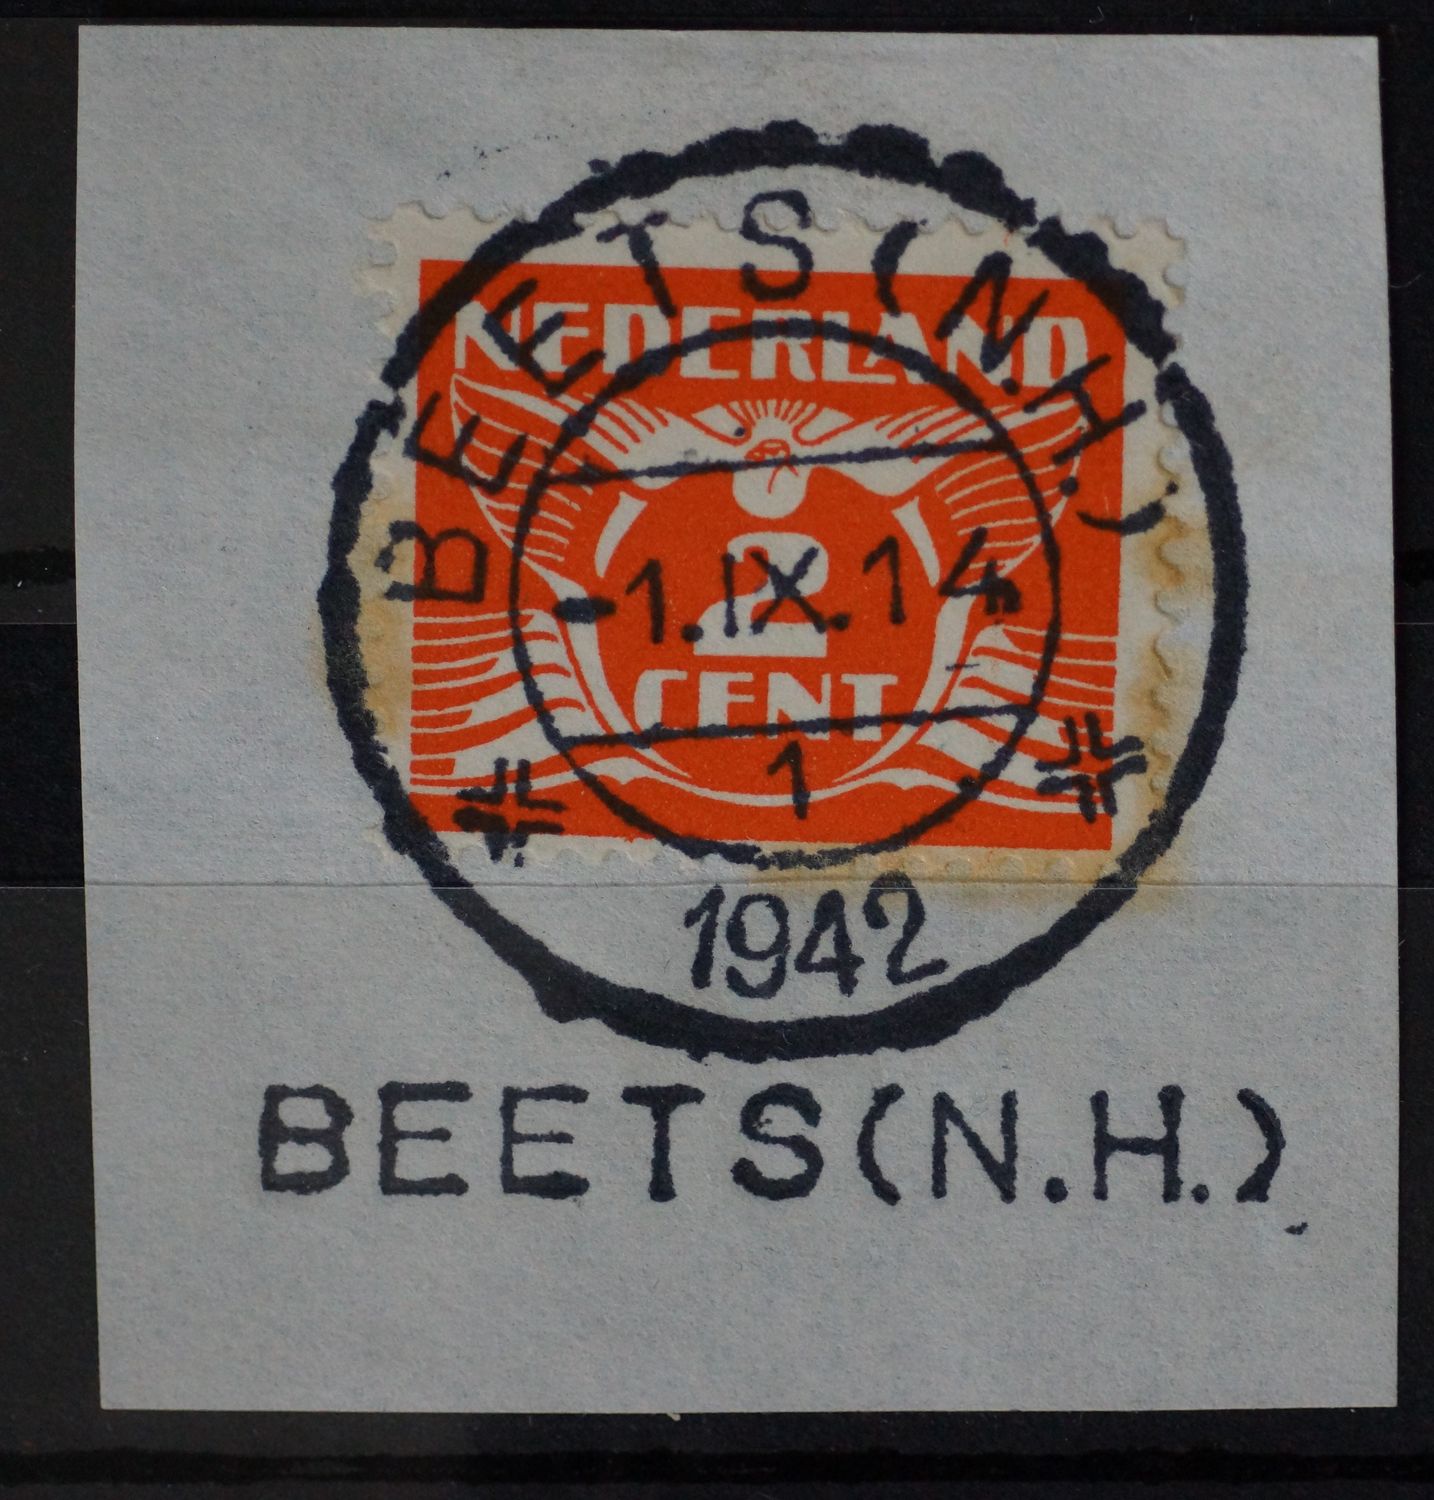 BEETS(N.H.)
NEDERLAND
2
-1.IX.14
CENT
1
1942
BEETS(N.H.)